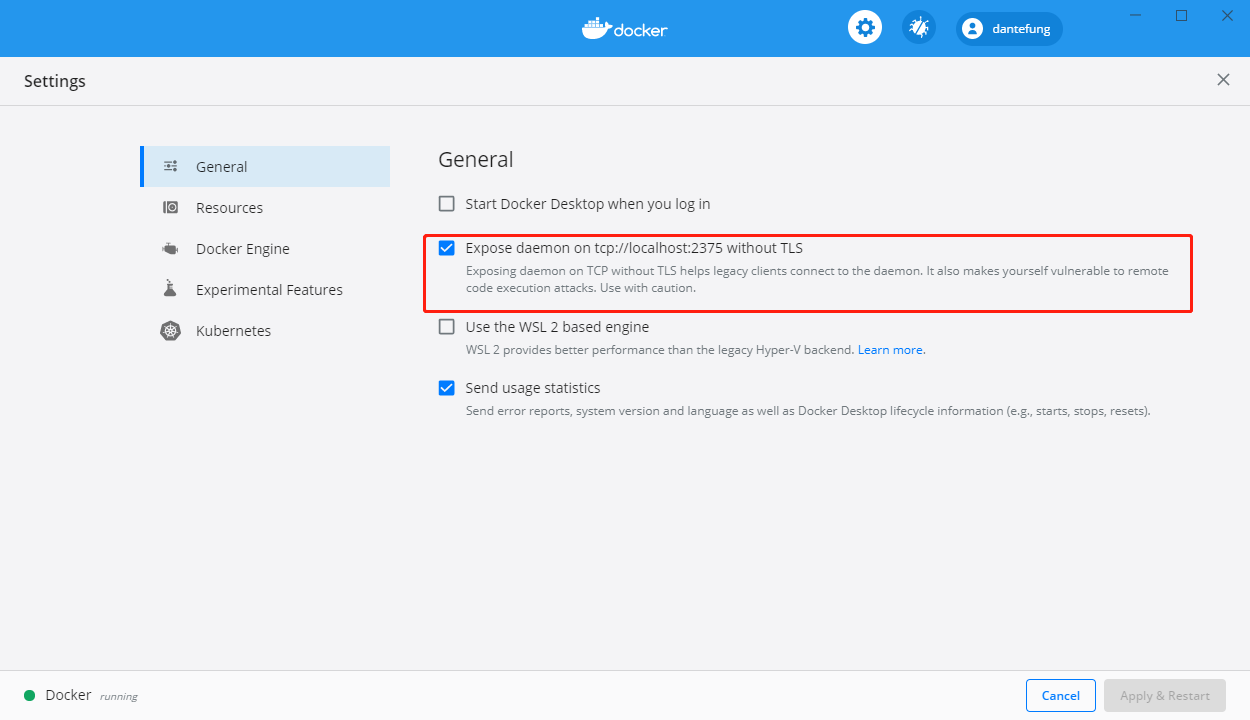 docker
dantefung
Settings
General
Resources
Docker Engine
Experimental Features
Kubernetes
General
Start Docker Desktop when you log in
Expose daemon on tcp://localhost:2375 without TLS
Exposing daemon on TCP without TLS helps legacy clients connect to the daemon. It also makes yourself vulnerable to remote
code execution attacks. Use with caution.
Use the WSL 2 based engine
WSL 2 provides better performance than the legacy Hyper-V backend. Learn more.
Send usage statistics
Send error reports, system version and language as well as Docker Desktop lifecycle information (e.g., starts, stops, resets).
Docker running
Cancel
Apply & Restart